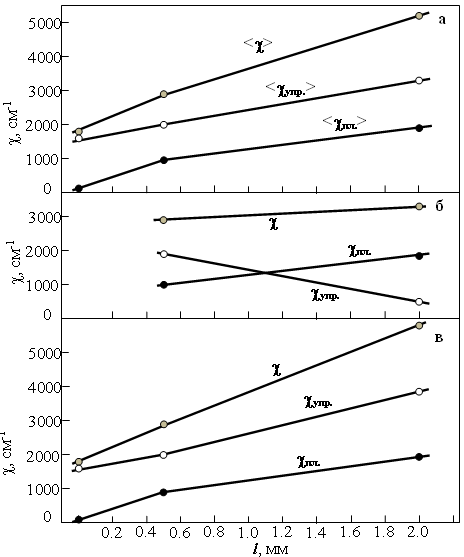 5000
4000
3000
2000
1000
0
χ, см-1
а
<χ>
<χупр.>
<χпл.>
3000
2000
1000
0
χ, см-1
б
χ
χпл.
χупр.
5000
4000
3000
2000
1000
0
χ, см-1
в
χ
χупр.
χпл.
0.2 0.4 0.6 0.8 1.0 1.2 1.4 1.6 1.8 2.0
l, мм